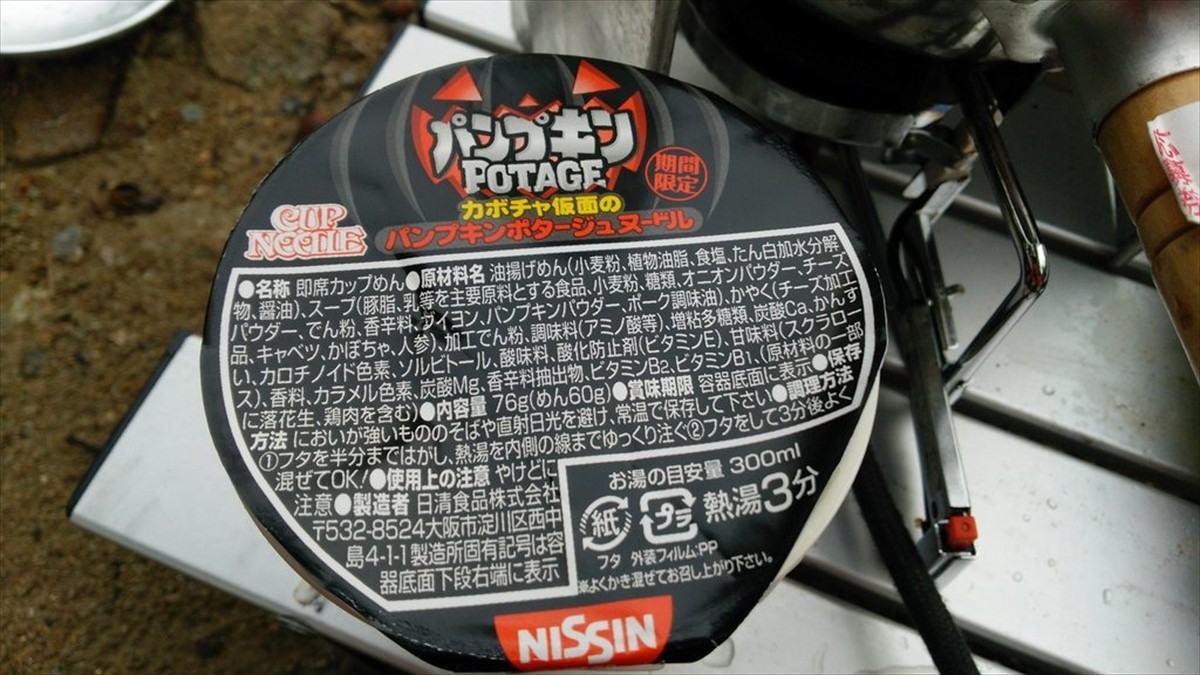 パンプキン
POTAGE
期間
限定
カボチャ仮面の
パンプキンポタージュヌードル
CUP
NOODLE
●名称 即席カップめん●原材料名 油揚げめん(小麦粉、植物油脂、食塩、たん白加水分解
物、醤油)、スープ(豚脂、乳等を主要原料とする食品、小麦粉、糖類、オニオンパウダー、チーズ
パウダー、でん粉、香辛料、アイヨン、パンプキンパウダー、ポーク調味油)、かやく(チーズ加工
品、キャベツ、かぼちゃ、人参)、加工でん粉、調味料(アミノ酸等)、増粘多糖類、炭酸Ca、かんす
い、カロチノイド色素、ソルビトール、酸味料、酸化防止剤(ビタミンE)、甘味料(スクラロー
ス)、香料、カラメル色素、炭酸Mg、香辛料抽出物、ビタミンB2、ビタミンB1、(原材料の一部
に落花生、鶏肉を含む)●内容量 76g(めん60g)●賞味期限 容器底面に表示●保存
方法 においが強いもののそばや直射日光を避け、常温で保存して下さい●調理方法
①フタを半分まではがし、熱湯を内側の線までゆっくり注ぐ②フタをして3分後よく
混ぜてOK!●使用上の注意 やけどに
注意●製造者 日清食品株式会社
〒532-8524大阪市淀川区西中
島4-1-1 製造所固有記号は容
器底面下段右端に表示
お湯の目安量 300ml
紙 プラ 熱湯3分
フタ 外装フィルム:PP
※よくかき混ぜてお召し上がり下さい。
NISSIN